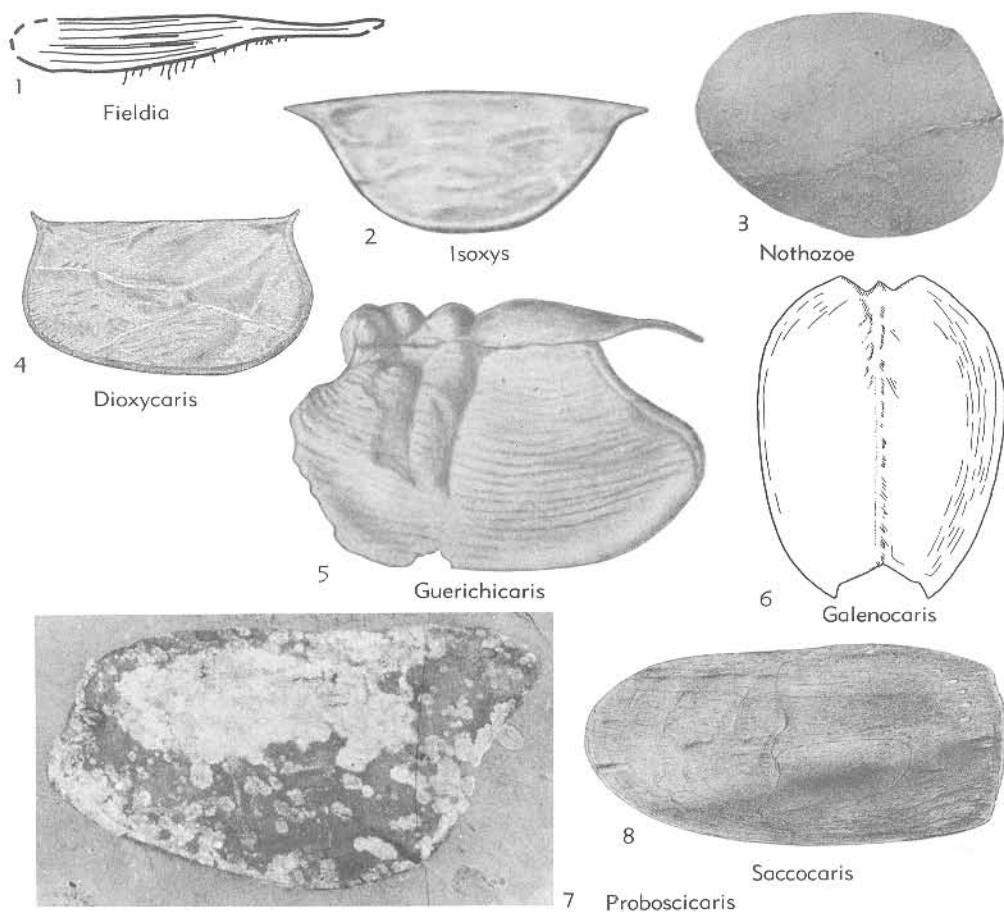 1
Fieldia
2
Isoxys
3
Nothozoe
4
Dioxycaris
5
Guerichicaris
6
Galenocaris
7 Proboscicaris
8
Saccocaris